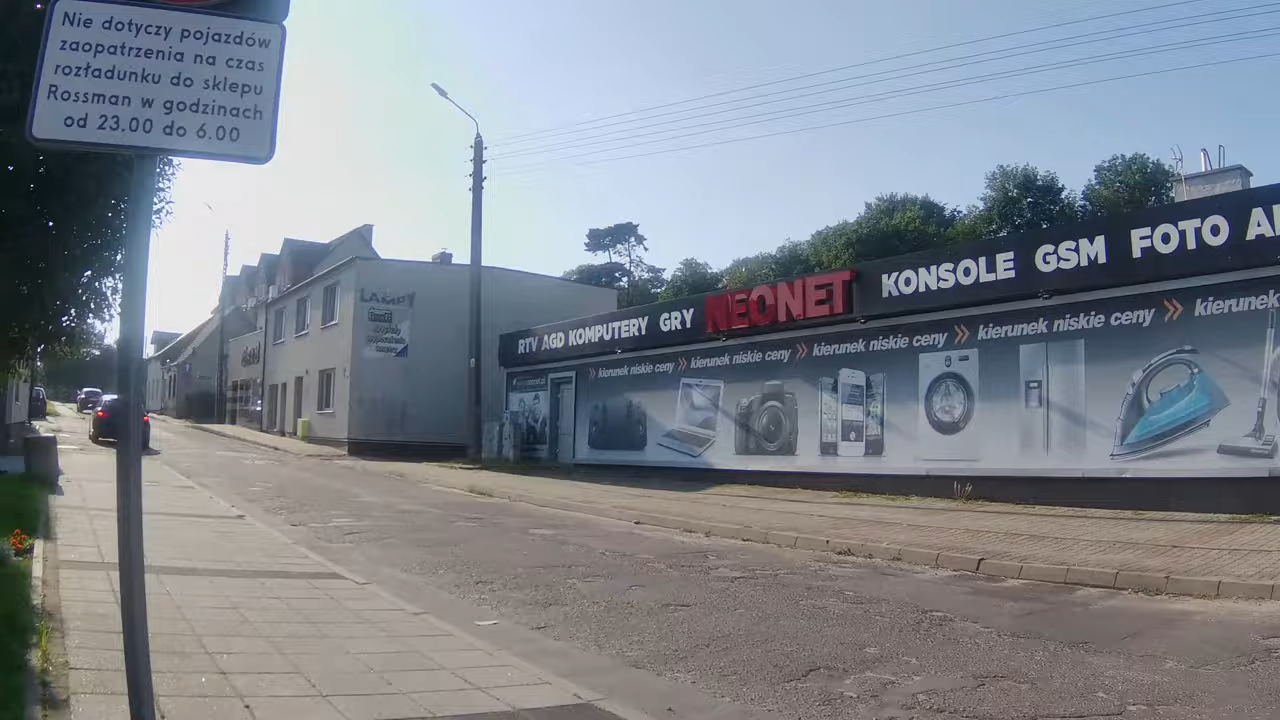 Nie dotyczy pojazdów
zaopatrzenia na czas
rozładunku do sklepu
Rossman w godzinach
od 23.00 do 6.00
LAMPY
RTV AGD KOMPUTERY GRY NEONET KONSOLE GSM FOTO
kierunek niskie ceny kierunek niskie ceny kierunek niskie ceny kierunek niskie ceny kierunek